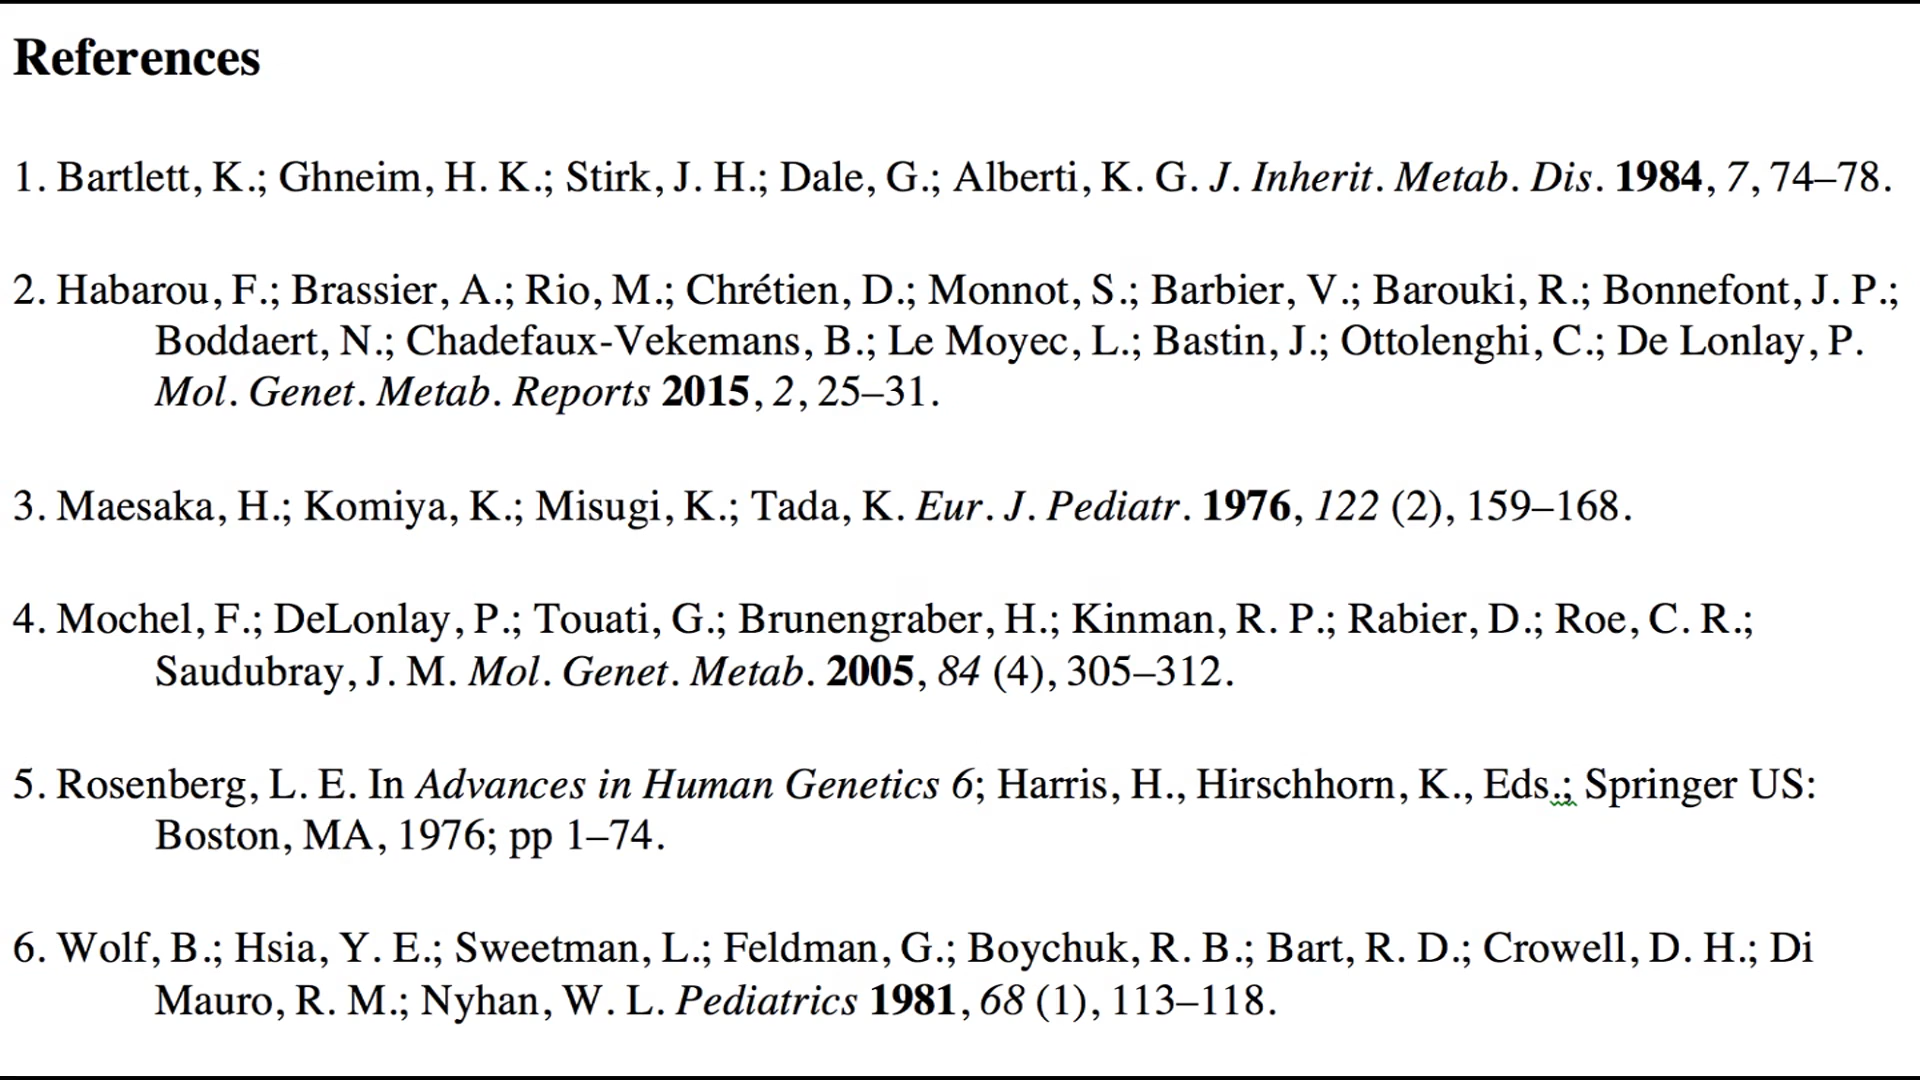 References
1. Bartlett, K.; Ghneim, H. K.; Stirk, J. H.; Dale, G.; Alberti, K. G. J. Inherit. Metab. Dis. 1984, 7, 74–78.
2. Habarou, F.; Brassier, A.; Rio, M.; Chrétien, D.; Monnot, S.; Barbier, V.; Barouki, R.; Bonnefont, J. P.;
Boddaert, N.; Chadefaux-Vekemans, B.; Le Moyec, L.; Bastin, J.; Ottolenghi, C.; De Lonlay, P.
Mol. Genet. Metab. Reports 2015, 2, 25–31.
3. Maesaka, H.; Komiya, K.; Misugi, K.; Tada, K. Eur. J. Pediatr. 1976, 122 (2), 159–168.
4. Mochel, F.; DeLonlay, P.; Touati, G.; Brunengraber, H.; Kinman, R. P.; Rabier, D.; Roe, C. R.;
Saudubray, J. M. Mol. Genet. Metab. 2005, 84 (4), 305–312.
5. Rosenberg, L. E. In Advances in Human Genetics 6; Harris, H., Hirschhorn, K., Eds.; Springer US:
Boston, MA, 1976; pp 1–74.
6. Wolf, B.; Hsia, Y. E.; Sweetman, L.; Feldman, G.; Boychuk, R. B.; Bart, R. D.; Crowell, D. H.; Di
Mauro, R. M.; Nyhan, W. L. Pediatrics 1981, 68 (1), 113–118.